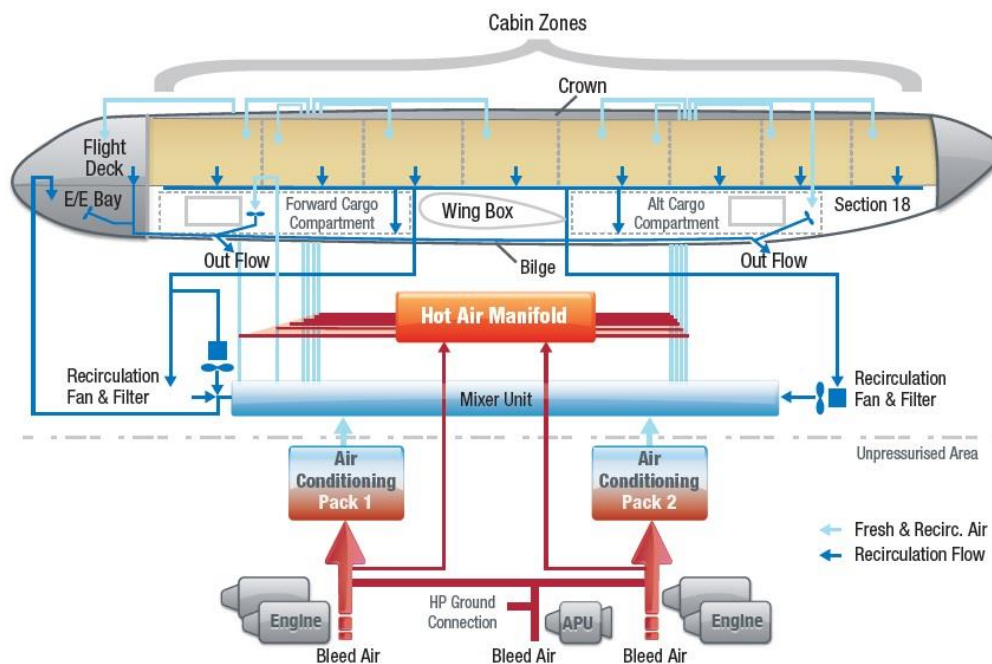 Cabin Zones
Crown
Flight
Deck
E/E Bay
Forward Cargo
Compartment
Wing Box
Alt Cargo
Compartment
Section 18
Out Flow
Bilge
Out Flow
Hot Air Manifold
Recirculation
Fan & Filter
Mixer Unit
Recirculation
Fan & Filter
Unpressurised Area
Air
Conditioning
Pack 1
Air
Conditioning
Pack 2
Fresh & Recirc. Air
Recirculation Flow
Engine
HP Ground
Connection
APU
Engine
Bleed Air
Bleed Air
Bleed Air